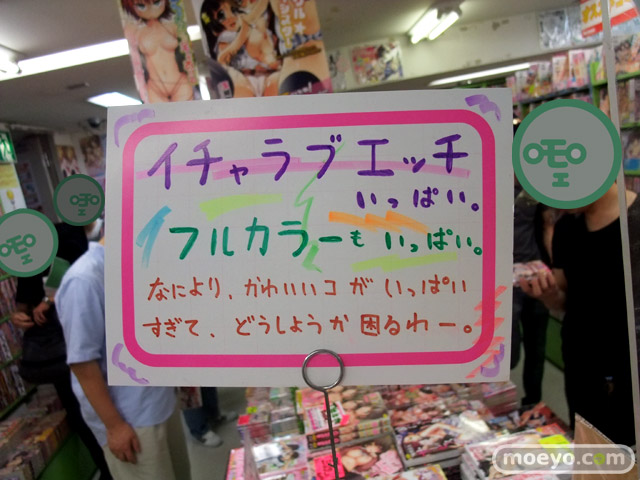 イチャラブエッチ
いっぱい。
フルカラーもいっぱい。
なにより、かわいいコがいっぱい
すぎて、どうしようか困るわー。
moeyo.com